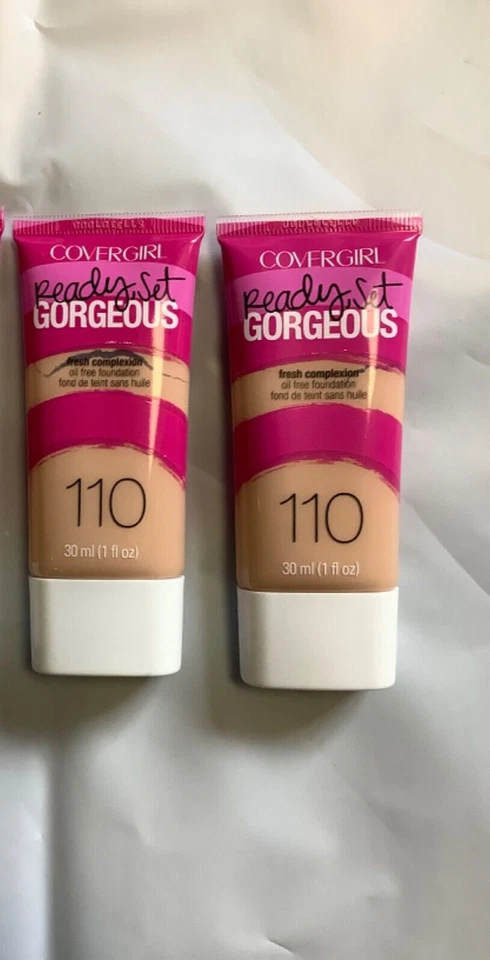 COVERGIRL
Ready, Set
GORGEOUS
fresh complexion
oil free foundation
fond de teint sans huile
110
30 ml (1 fl oz)
COVERGIRL
Ready, Set
GORGEOUS
fresh complexion™
oil free foundation
fond de teint sans huile
110
30 ml (1 fl oz)